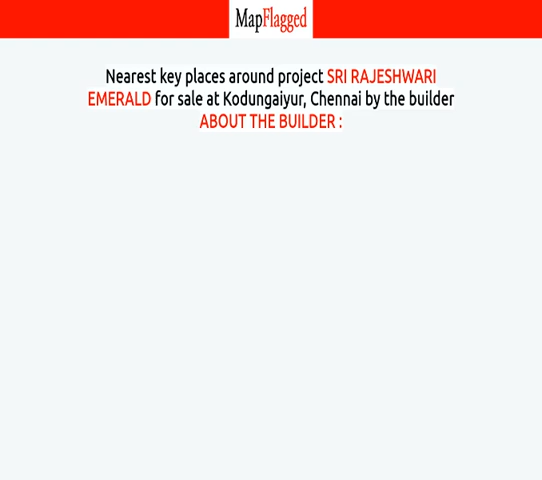 MapFlagged
Nearest key places around project SRI RAJESHWARI
EMERALD for sale at Kodungaiyur, Chennai by the builder
ABOUT THE BUILDER :